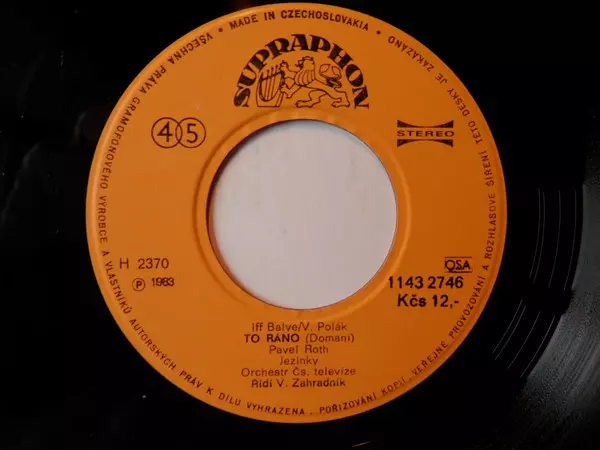 VŠECHNA PRÁVA GRAMOFONOVÉHO VÝROBCE A VLASTNÍKŮ AUTORSKÝCH PRÁV K DÍLU VYHRAZENA. POŘIZOVÁNÍ KOPIÍ, VEŘEJNÉ PROVOZOVÁNÍ A ROZHLASOVÉ ŠÍŘENÍ TÉTO DESKY JE ZAKÁZÁNO
• MADE IN CZECHOSLOVAKIA •
SUPRAPHON
45
STEREO
H 2370
Ⓟ 1983
OSA
1143 2746
Kčs 12,-
Iff Balve/V. Polák
TO RÁNO (Domani)
Pavel Roth
Jezinky
Orchestr Čs. televize
Řídí V. Zahradník